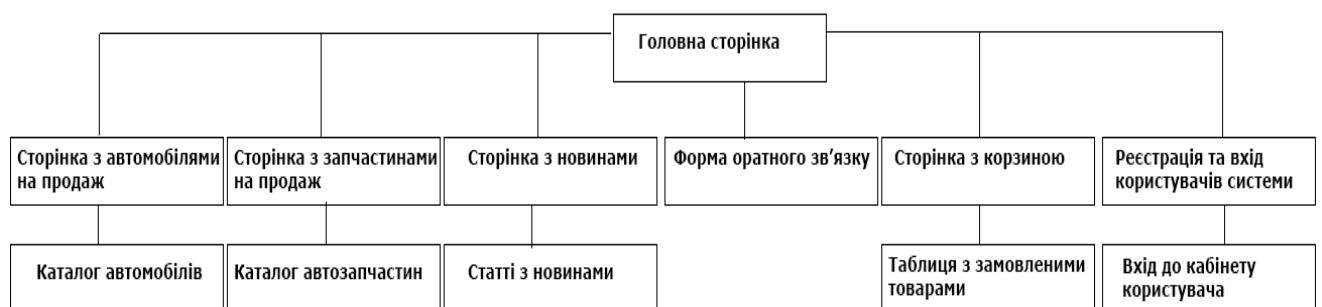 Головна сторінка
Сторінка з автомобілями
на продаж
Сторінка з запчастинами
на продаж
Сторінка з новинами
Форма оратного зв’язку
Сторінка з корзиною
Реєстрація та вхід
користувачів системи
Каталог автомобілів
Каталог автозапчастин
Статті з новинами
Таблиця з замовленими
товарами
Вхід до кабінету
користувача